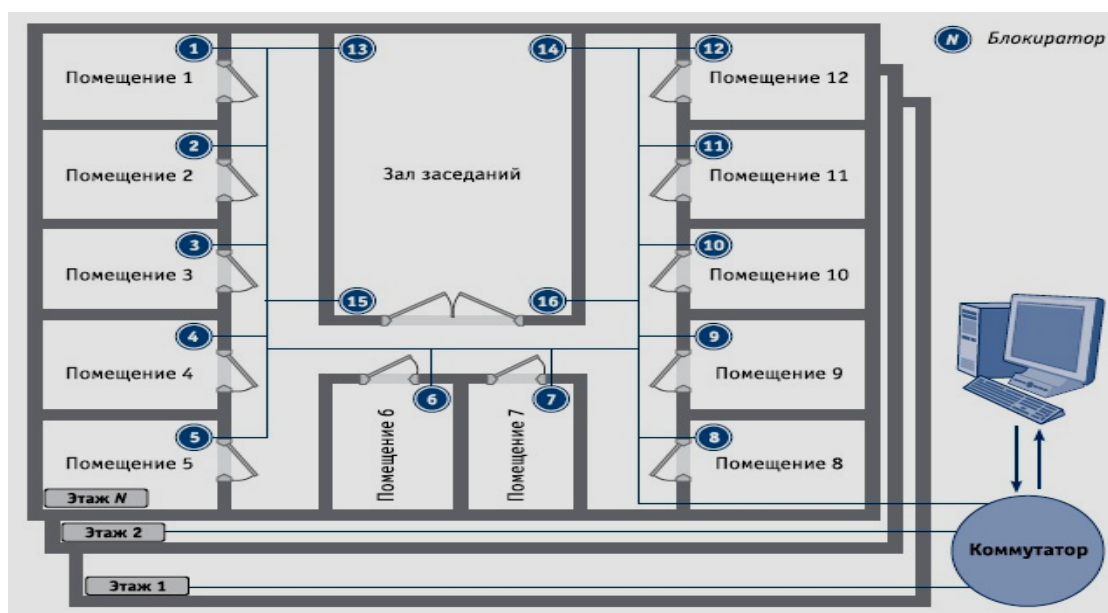 1
13
14
12
N Блокиратор
Помещение 1
Помещение 12
2
11
Помещение 2
Зал заседаний
Помещение 11
3
10
Помещение 3
Помещение 10
15
16
4
9
Помещение 4
Помещение 9
6
7
Помещение 6
Помещение 7
5
8
Помещение 5
Помещение 8
Этаж N
Этаж 2
Этаж 1
Коммутатор